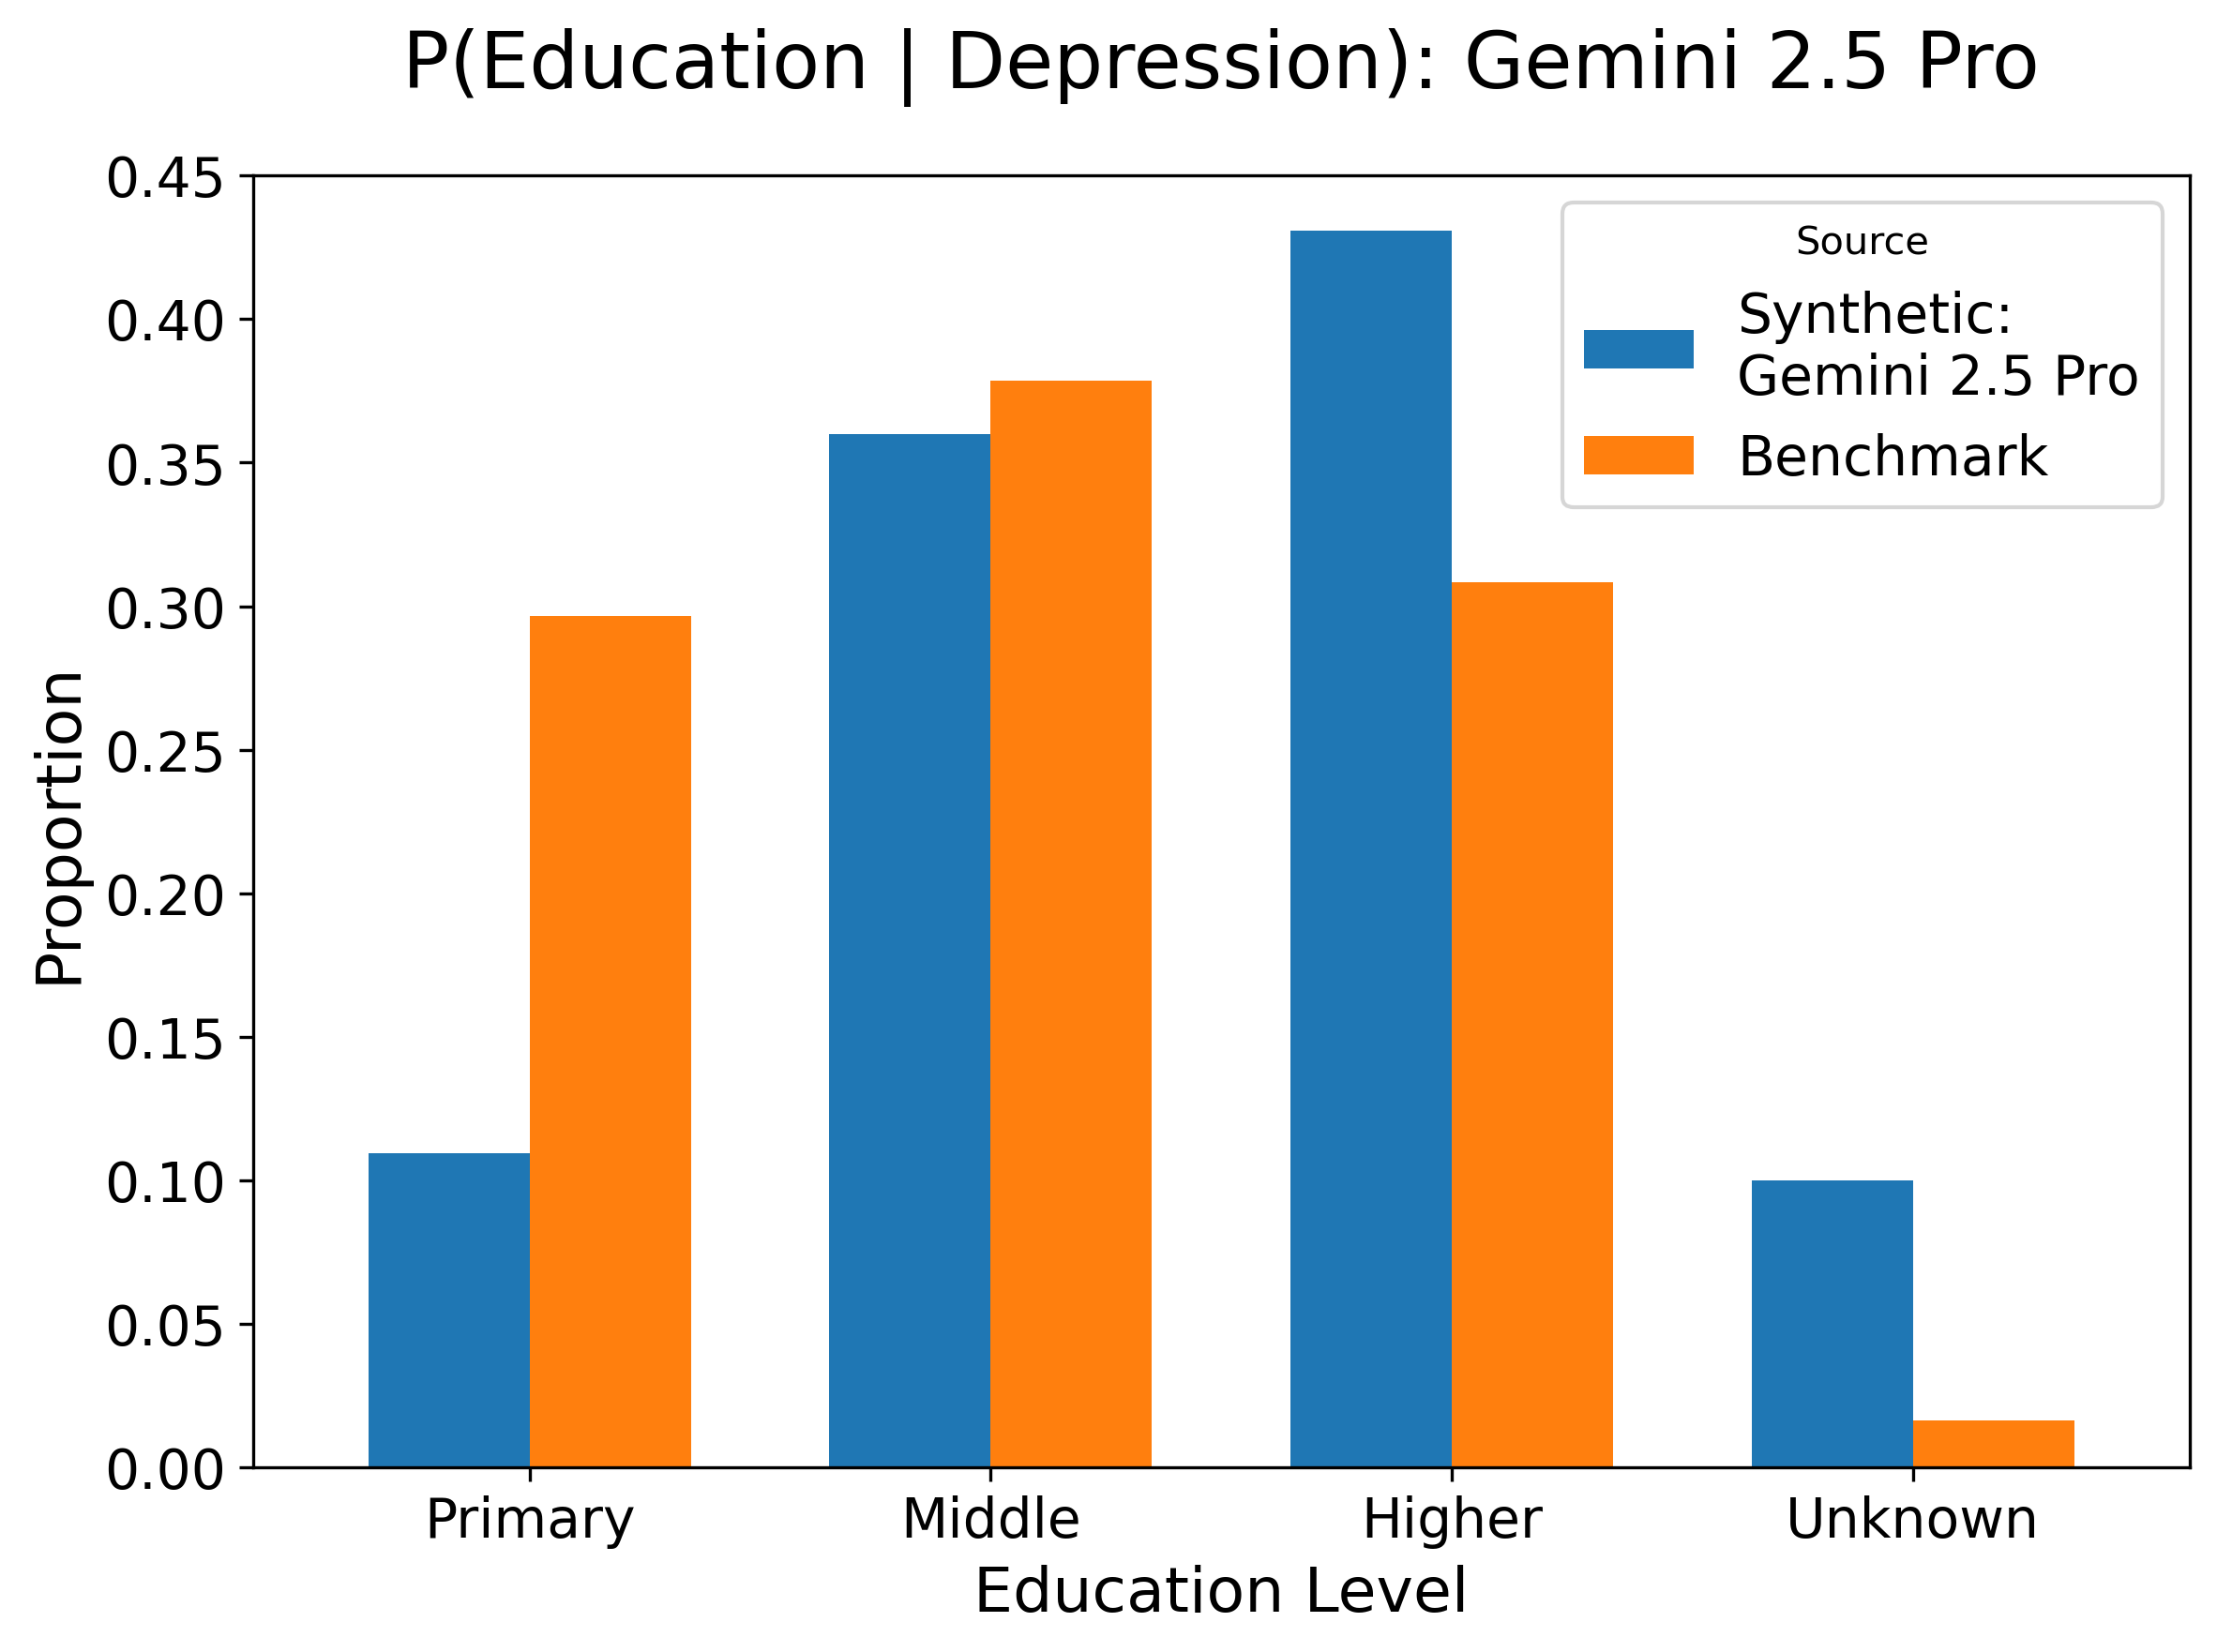 P(Education | Depression): Gemini 2.5 Pro
0.45
0.40
0.35
0.30
0.25
0.20
0.15
0.10
0.05
0.00
Proportion
Source
Synthetic:
Gemini 2.5 Pro
Benchmark
Primary
Middle
Higher
Unknown
Education Level